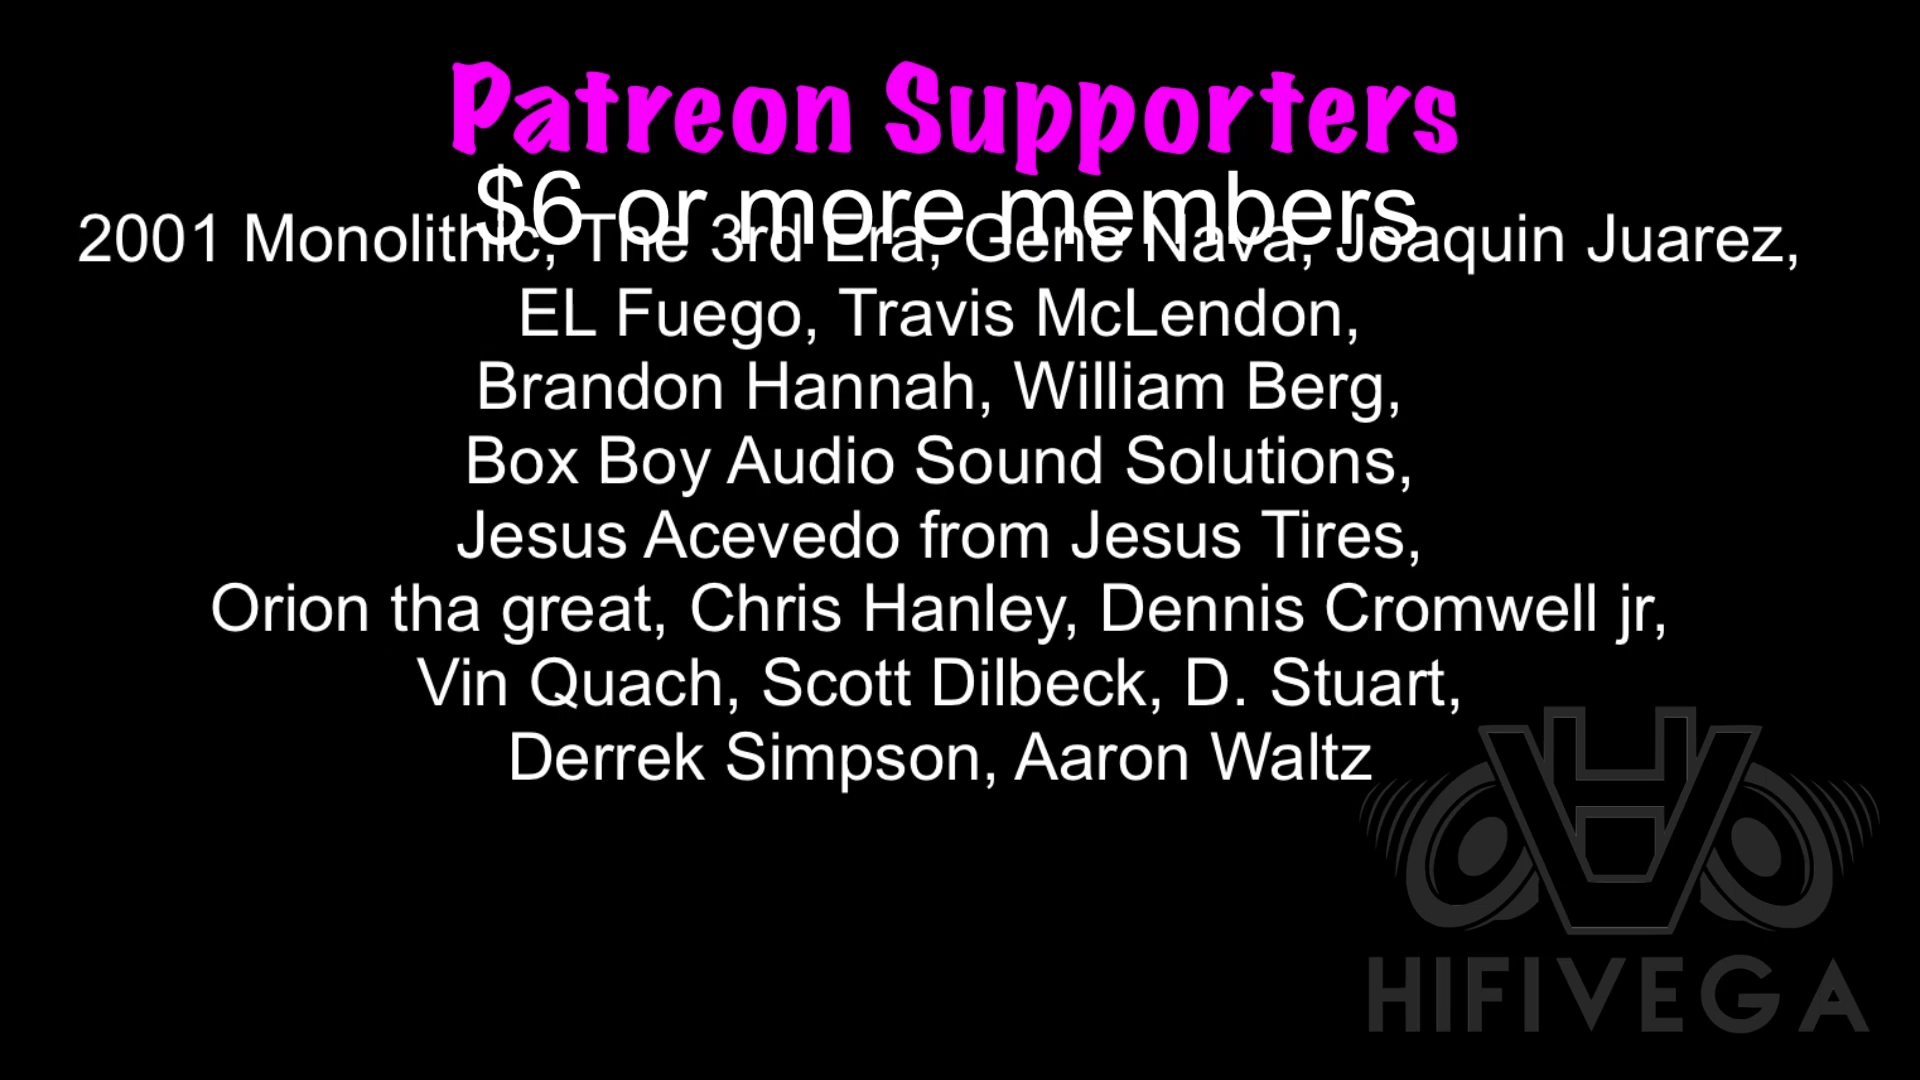 Patreon Supporters
$6 or more members
2001 Monolithic, The 3rd Era, Gene Nava, Joaquin Juarez,
EL Fuego, Travis McLendon,
Brandon Hannah, William Berg,
Box Boy Audio Sound Solutions,
Jesus Acevedo from Jesus Tires,
Orion tha great, Chris Hanley, Dennis Cromwell jr,
Vin Quach, Scott Dilbeck, D. Stuart,
Derrek Simpson, Aaron Waltz
HIFIVEGA